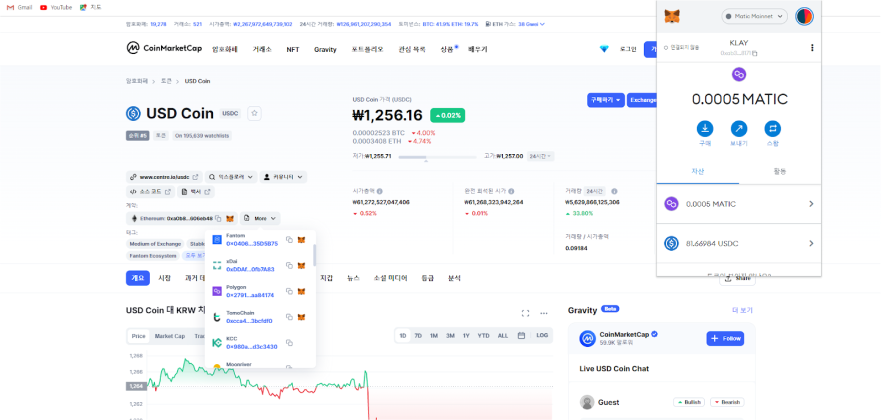 Gmail YouTube 지도
암호화폐: 19,278 거래소: 521 시가총액: ₩2,267,972,649,739,102 24시간 거래량: ₩126,961,202,290,354 도미넌스: BTC: 41.9% ETH: 19.7% ETH 가스: 38 Gwei
CoinMarketCap 암호화폐 거래소 NFT Gravity 포트폴리오 관심 목록 상품 배우기 로그인
암호화폐 > 토큰 > USD Coin
USD Coin USDC
순위 #5 토큰 On 195,639 watchlists
USD Coin 가격 (USDC)
₩1,256.16 0.02%
0.00002523 BTC 4.00%
0.0003408 ETH 4.74%
저가: ₩1,255.71 고가: ₩1,257.00 24시간
구매하기 Exchange
www.centre.io/usdc 익스플로러 커뮤니티
소스 코드 백서
계약:
Ethereum: 0xa0b8...606eb48 More
태그:
Medium of Exchange
Fantom Ecosystem
Fantom
0x0406...35D5B75
xDai
0xDDAf...0fb7A83
Polygon
0x2791...aa84174
TomoChain
0xcca4...3bcfdf0
KCC
0x980a...d3c3430
Moonriver
시가총액
₩61,272,527,047,406
0.52%
완전 희석된 시가
₩61,268,323,942,264
0.01%
거래량 24시간
₩5,629,866,125,306
33.80%
거래량 / 시가총액
0.09184
개요 시장 지갑 뉴스 소셜 미디어 등급 분석 Share
USD Coin 대 KRW 차
Price Market Cap
1D 7D 1M 3M 1Y YTD ALL LOG
1,268
1,266
1,264
1,262
Gravity Beta 더 보기
CoinMarketCap
59.9K 팔로워
Follow
Live USD Coin Chat
Guest Bullish Bearish
Matic Mainnet
연결되지 않음
KLAY
0.0005 MATIC
구매 보내기 스왑
자산 활동
0.0005 MATIC
81.66984 USDC